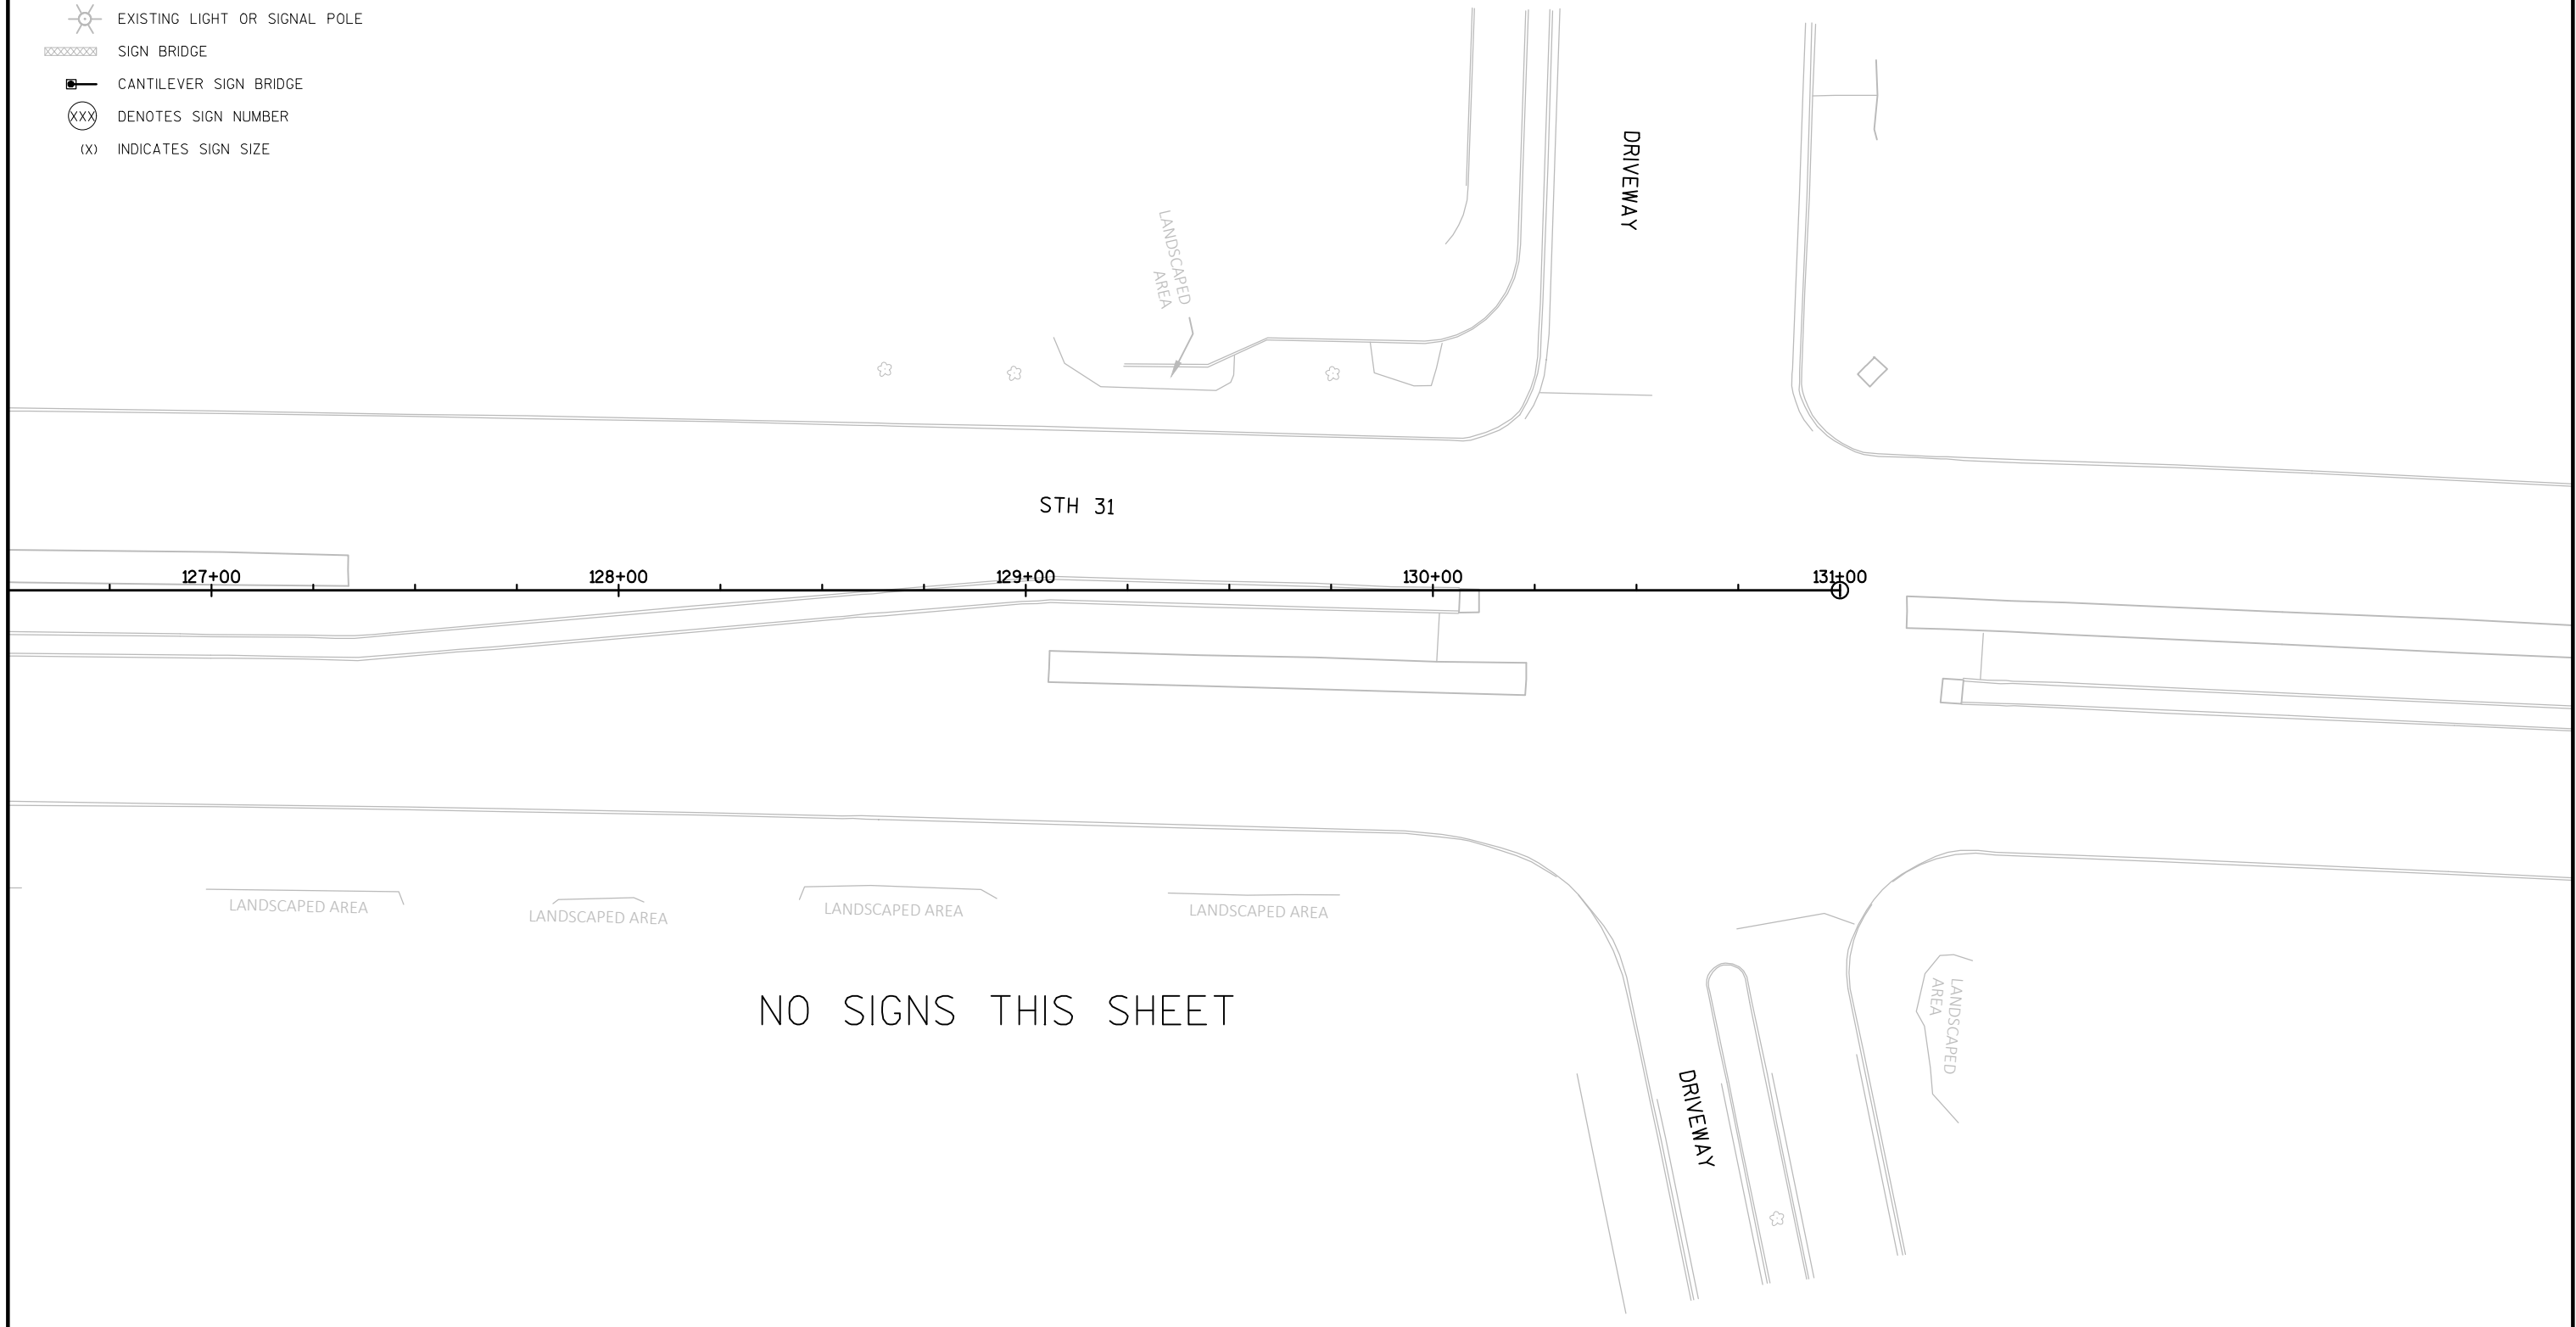 EXISTING LIGHT OR SIGNAL POLE
SIGN BRIDGE
CANTILEVER SIGN BRIDGE
XXX DENOTES SIGN NUMBER
(X) INDICATES SIGN SIZE
DRIVEWAY
LANDSCAPED
AREA
STH 31
127+00
128+00
129+00
130+00
131+00
LANDSCAPED AREA
LANDSCAPED AREA
LANDSCAPED AREA
LANDSCAPED AREA
NO SIGNS THIS SHEET
LANDSCAPED
AREA
DRIVEWAY